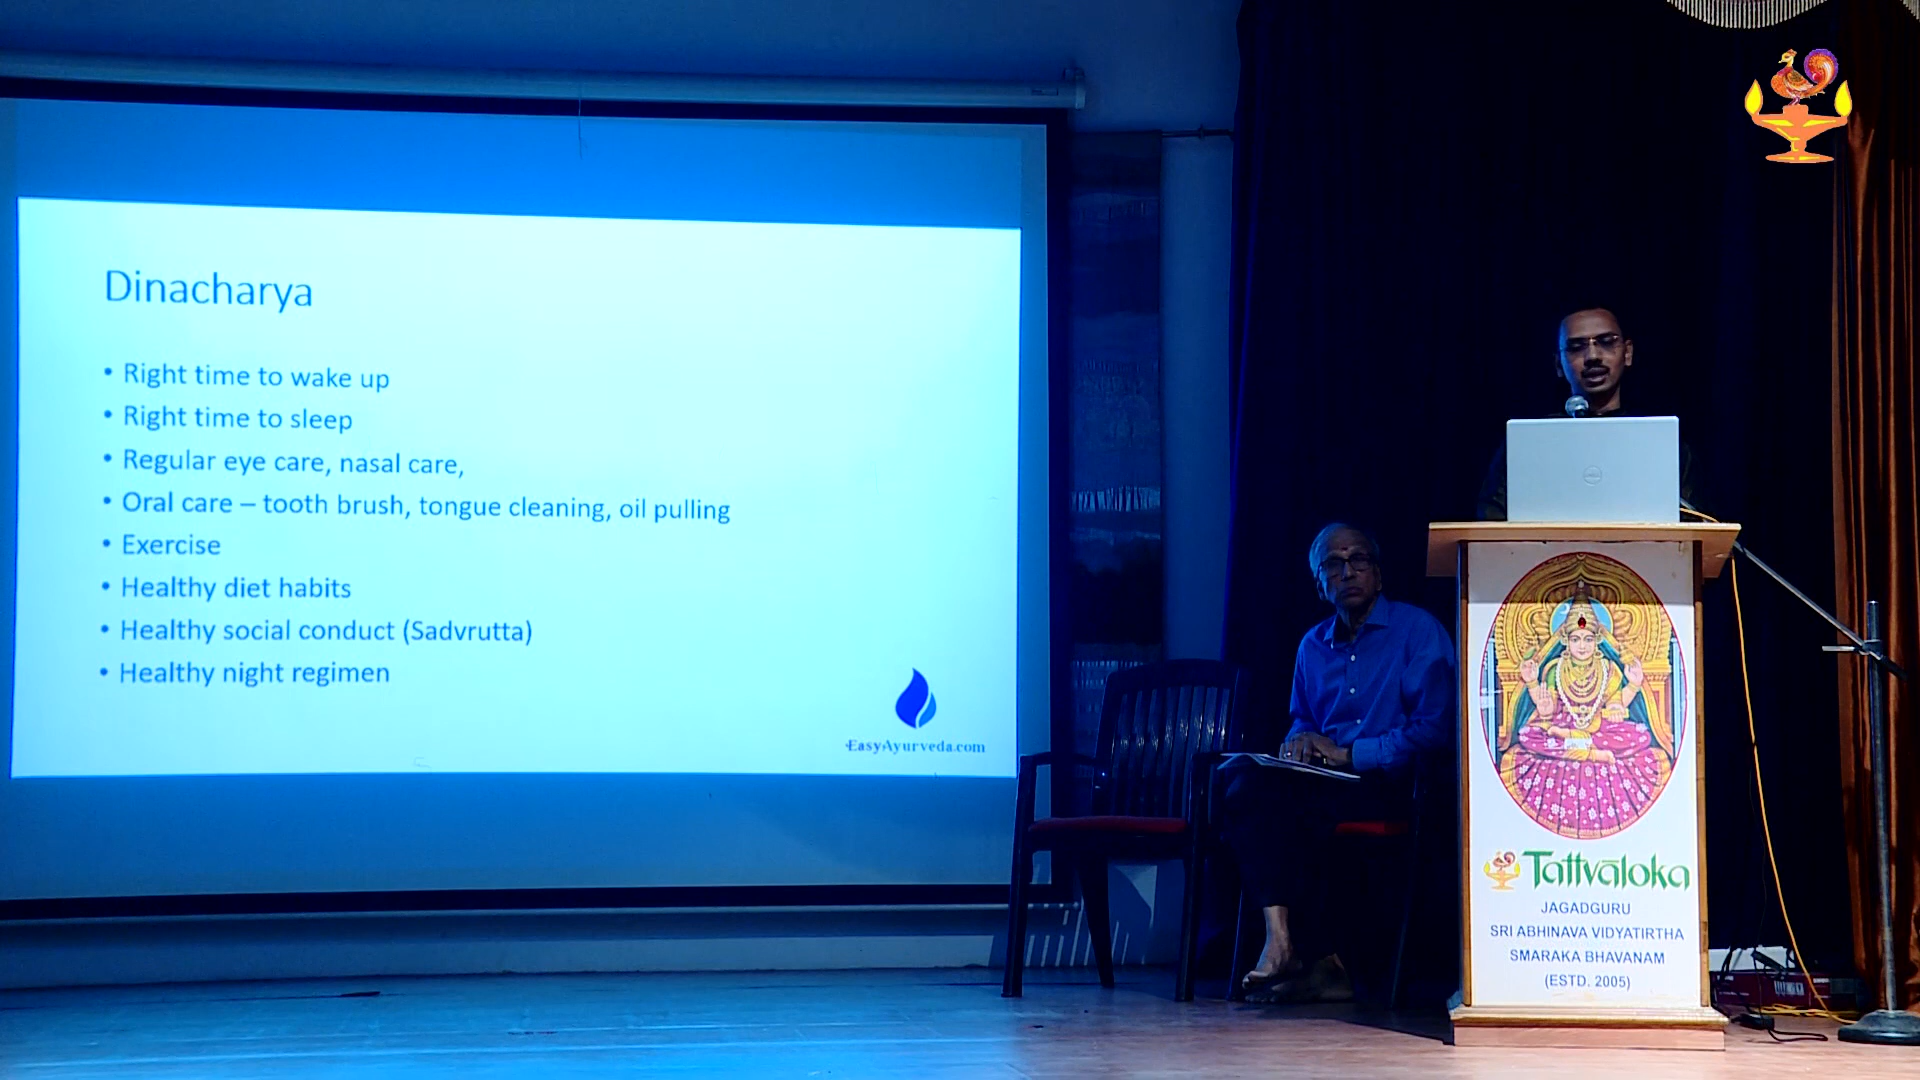 Dinacharya
• Right time to wake up
• Right time to sleep
• Regular eye care, nasal care,
• Oral care – tooth brush, tongue cleaning, oil pulling
• Exercise
• Healthy diet habits
• Healthy social conduct (Sadvrutta)
• Healthy night regimen
EasyAyurveda.com
Tattvāloka
JAGADGURU
SRI ABHINAVA VIDYATIRTHA
SMARAKA BHAVANAM
(ESTD. 2005)